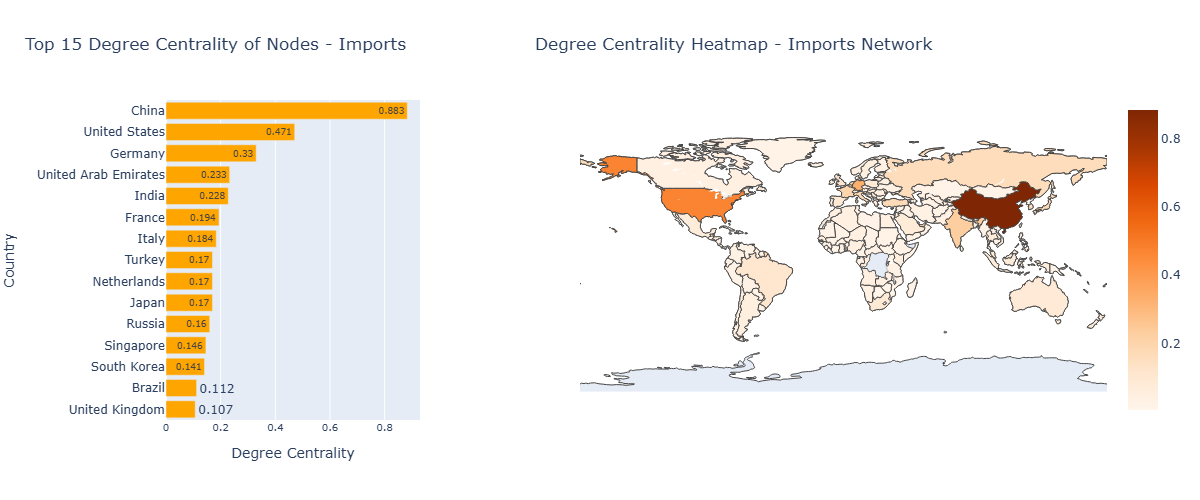 Top 15 Degree Centrality of Nodes - Imports
Degree Centrality Heatmap - Imports Network
Country
China 0.883
United States 0.471
Germany 0.33
United Arab Emirates 0.233
India 0.228
France 0.194
Italy 0.184
Turkey 0.17
Netherlands 0.17
Japan 0.17
Russia 0.16
Singapore 0.146
South Korea 0.141
Brazil 0.112
United Kingdom 0.107
0 0.2 0.4 0.6 0.8
Degree Centrality
0.8
0.6
0.4
0.2